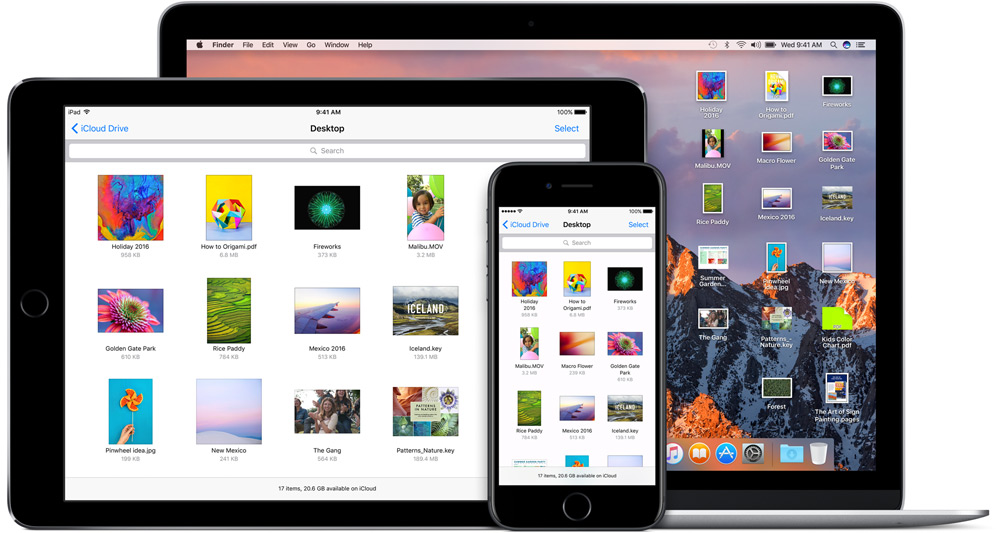 Finder File Edit View Go Window Help
Wed 9:41 AM
Holiday
2016
How to
Origami.pdf
Fireworks
Malibu.MOV
Macro Flower
Golden Gate
Park
Rice Paddy
Mexico 2016
Iceland.key
Summer
Garden...
Pinwheel
idea.jpg
New Mexico
The Gang
Patterns_-
Nature.key
Kids Color
Chart.pdf
Forest
The Art of Sign
Painting.pages
iPad
9:41 AM
100%
iCloud Drive
Desktop
Select
Search
Holiday 2016
958 KB
How to Origami.pdf
6.8 MB
Fireworks
373 KB
Malibu.MOV
3.2 MB
Golden Gate Park
610 KB
Rice Paddy
784 KB
Mexico 2016
513 KB
ICELAND
Iceland.key
139.1 MB
Pinwheel idea.jpg
199 KB
New Mexico
241 KB
The Gang
564 KB
PATTERNS
IN NATURE
Patterns_Nature.key
189.4 MB
17 items, 20.6 GB available on iCloud
9:41 AM
100%
iCloud Drive
Desktop
Select
Search
Holiday
2016
958 KB
How to
Origami.pdf
6.8 MB
Fireworks
373 KB
Malibu.MOV
3.2 MB
Macro Flower
239 KB
Golden Gate
Park
610 KB
Rice Paddy
784 KB
Mexico 2016
513 KB
ICELAND
Iceland.key
139.1 MB
17 items, 20.6 GB available on iCloud